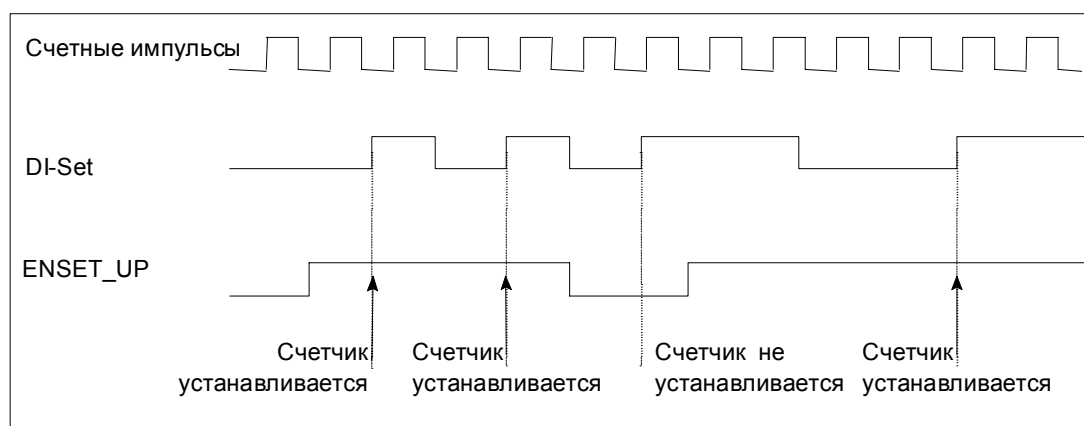 Счетные импульсы
DI-Set
ENSET_UP
Счетчик
устанавливается
Счетчик
устанавливается
Счетчик не
устанавливается
Счетчик
устанавливается